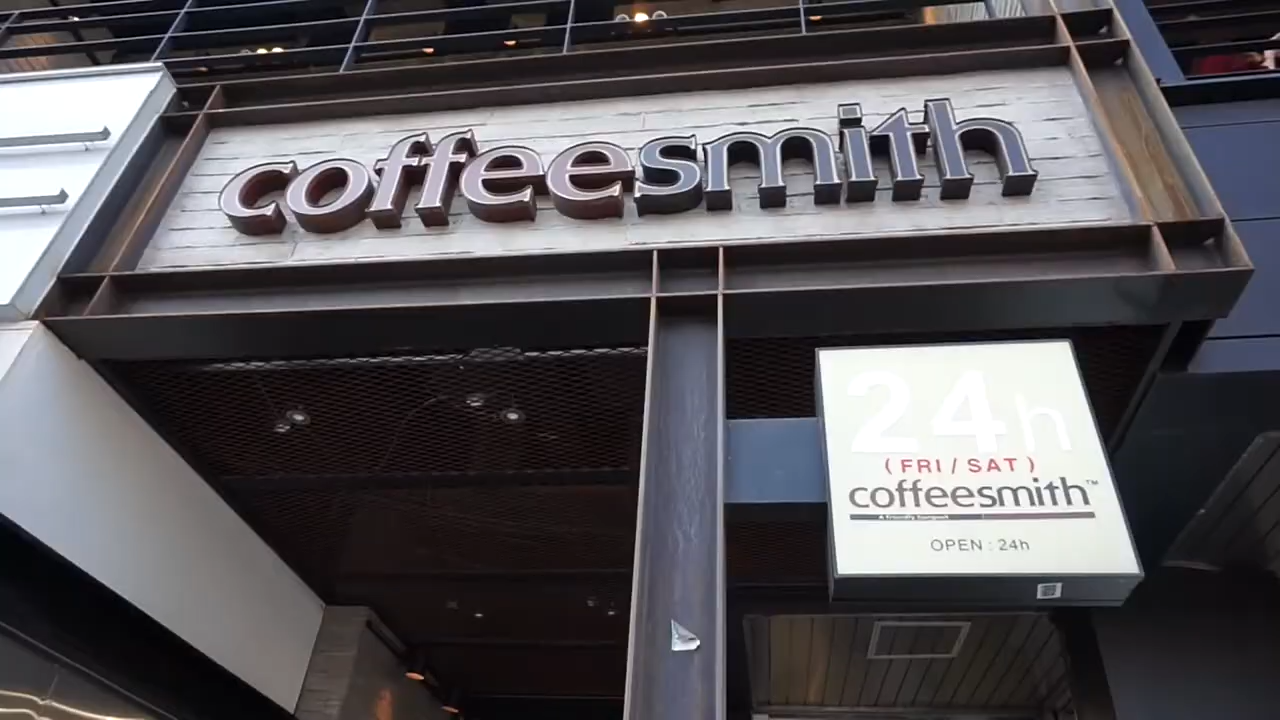 coffeesmith
24h
(FRI/SAT)
coffeesmith™
OPEN : 24h